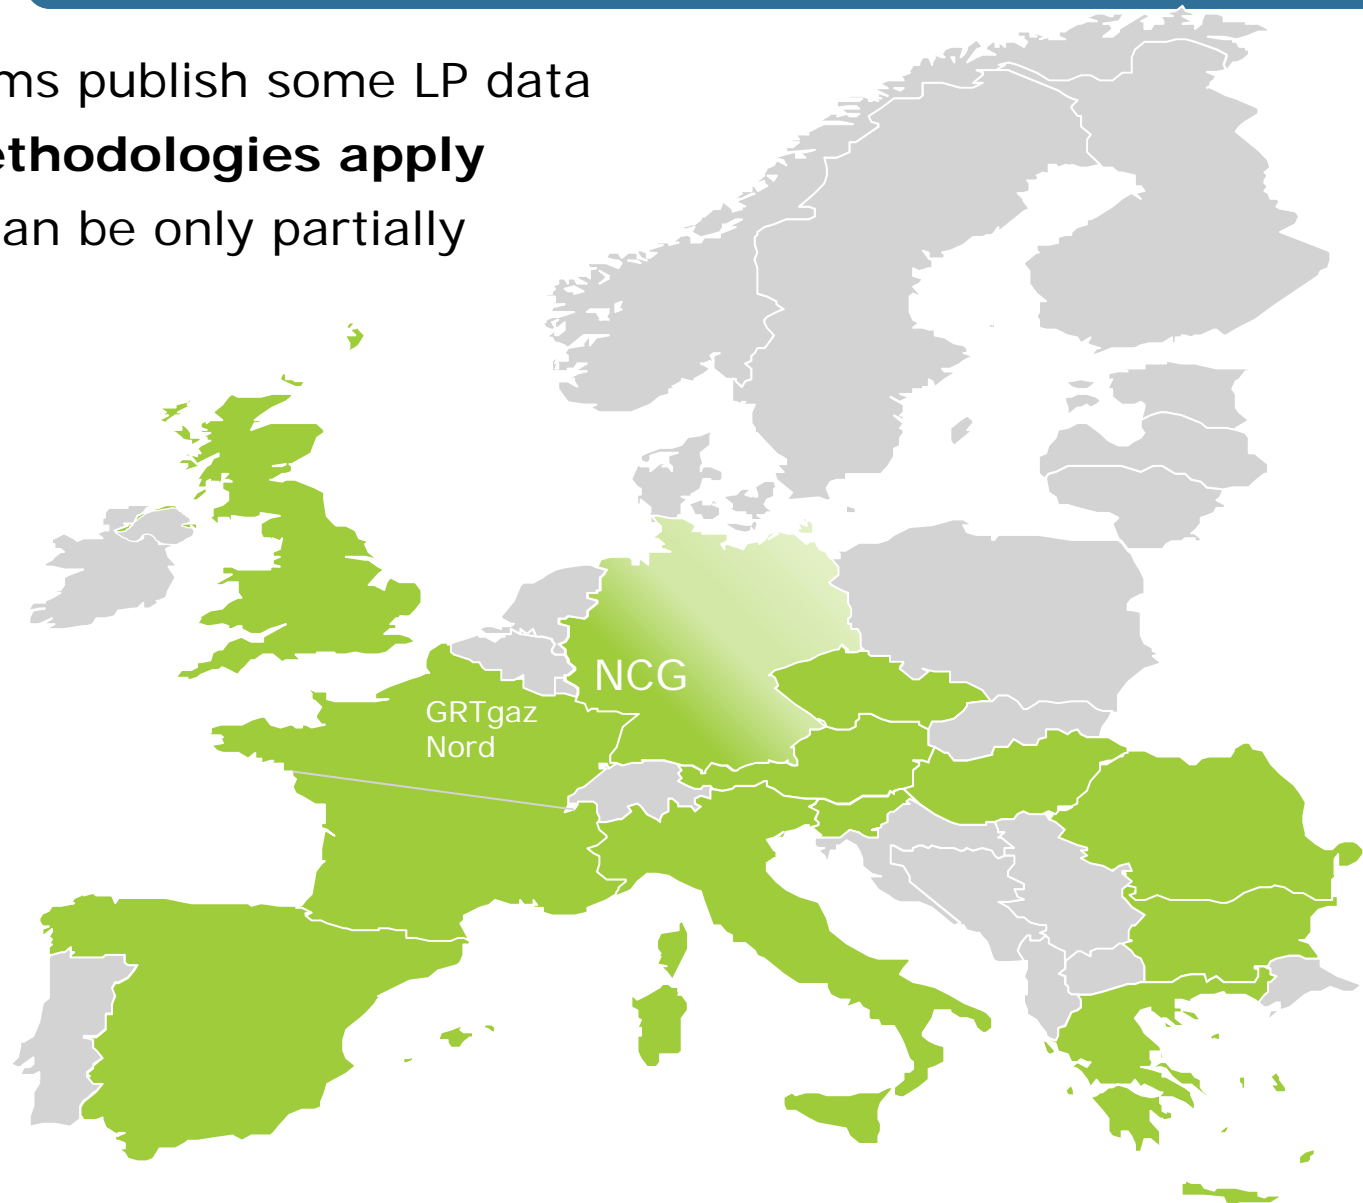 ms publish some LP data
ethodologies apply
an be only partially
NCG
GRTgaz
Nord